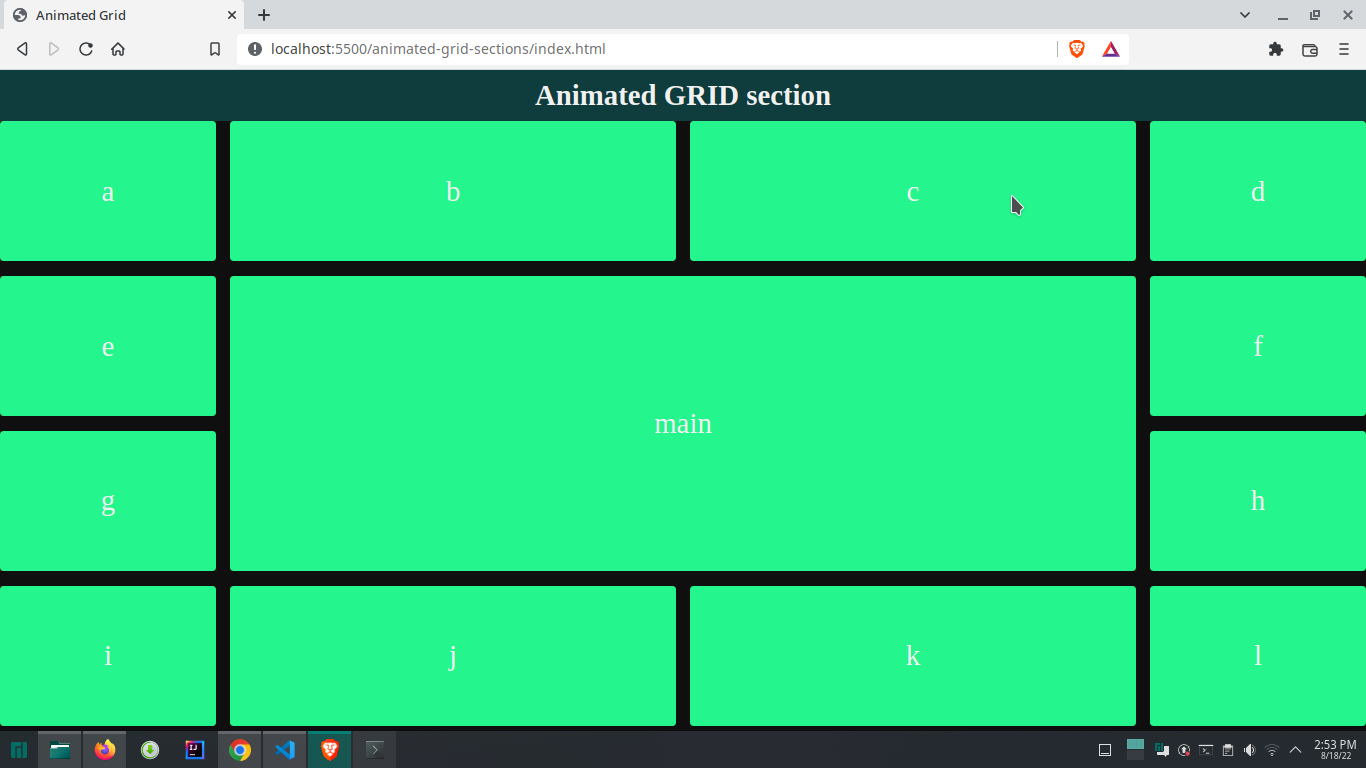 Animated Grid
localhost:5500/animated-grid-sections/index.html
Animated GRID section
a
b
c
d
e
f
main
g
h
i
j
k
l
IJ
2:53 PM
8/18/22